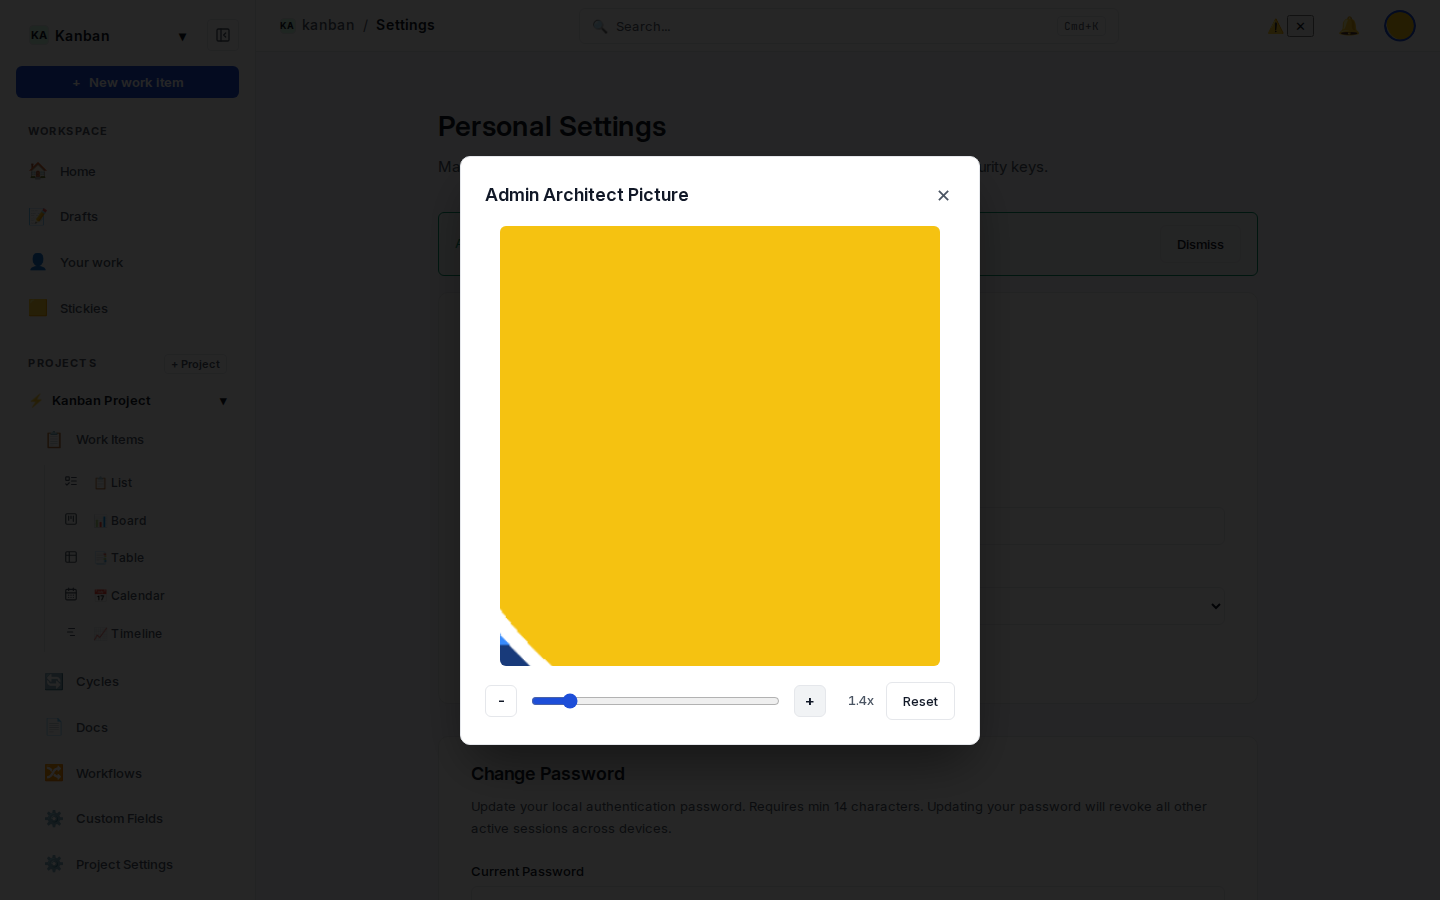 KA Kanban
+ New work item
WORKSPACE
Home
Drafts
Your work
Stickies
PROJECTS
+ Project
Kanban Project
Work Items
List
Board
Table
Calendar
Timeline
Cycles
Docs
Workflows
Custom Fields
Project Settings
KA kanban / Settings
Search...
Cmd+K
Personal Settings
Ma
urity keys.
Dismiss
Admin Architect Picture
-
+
1.4x
Reset
Change Password
Update your local authentication password. Requires min 14 characters. Updating your password will revoke all other
active sessions across devices.
Current Password